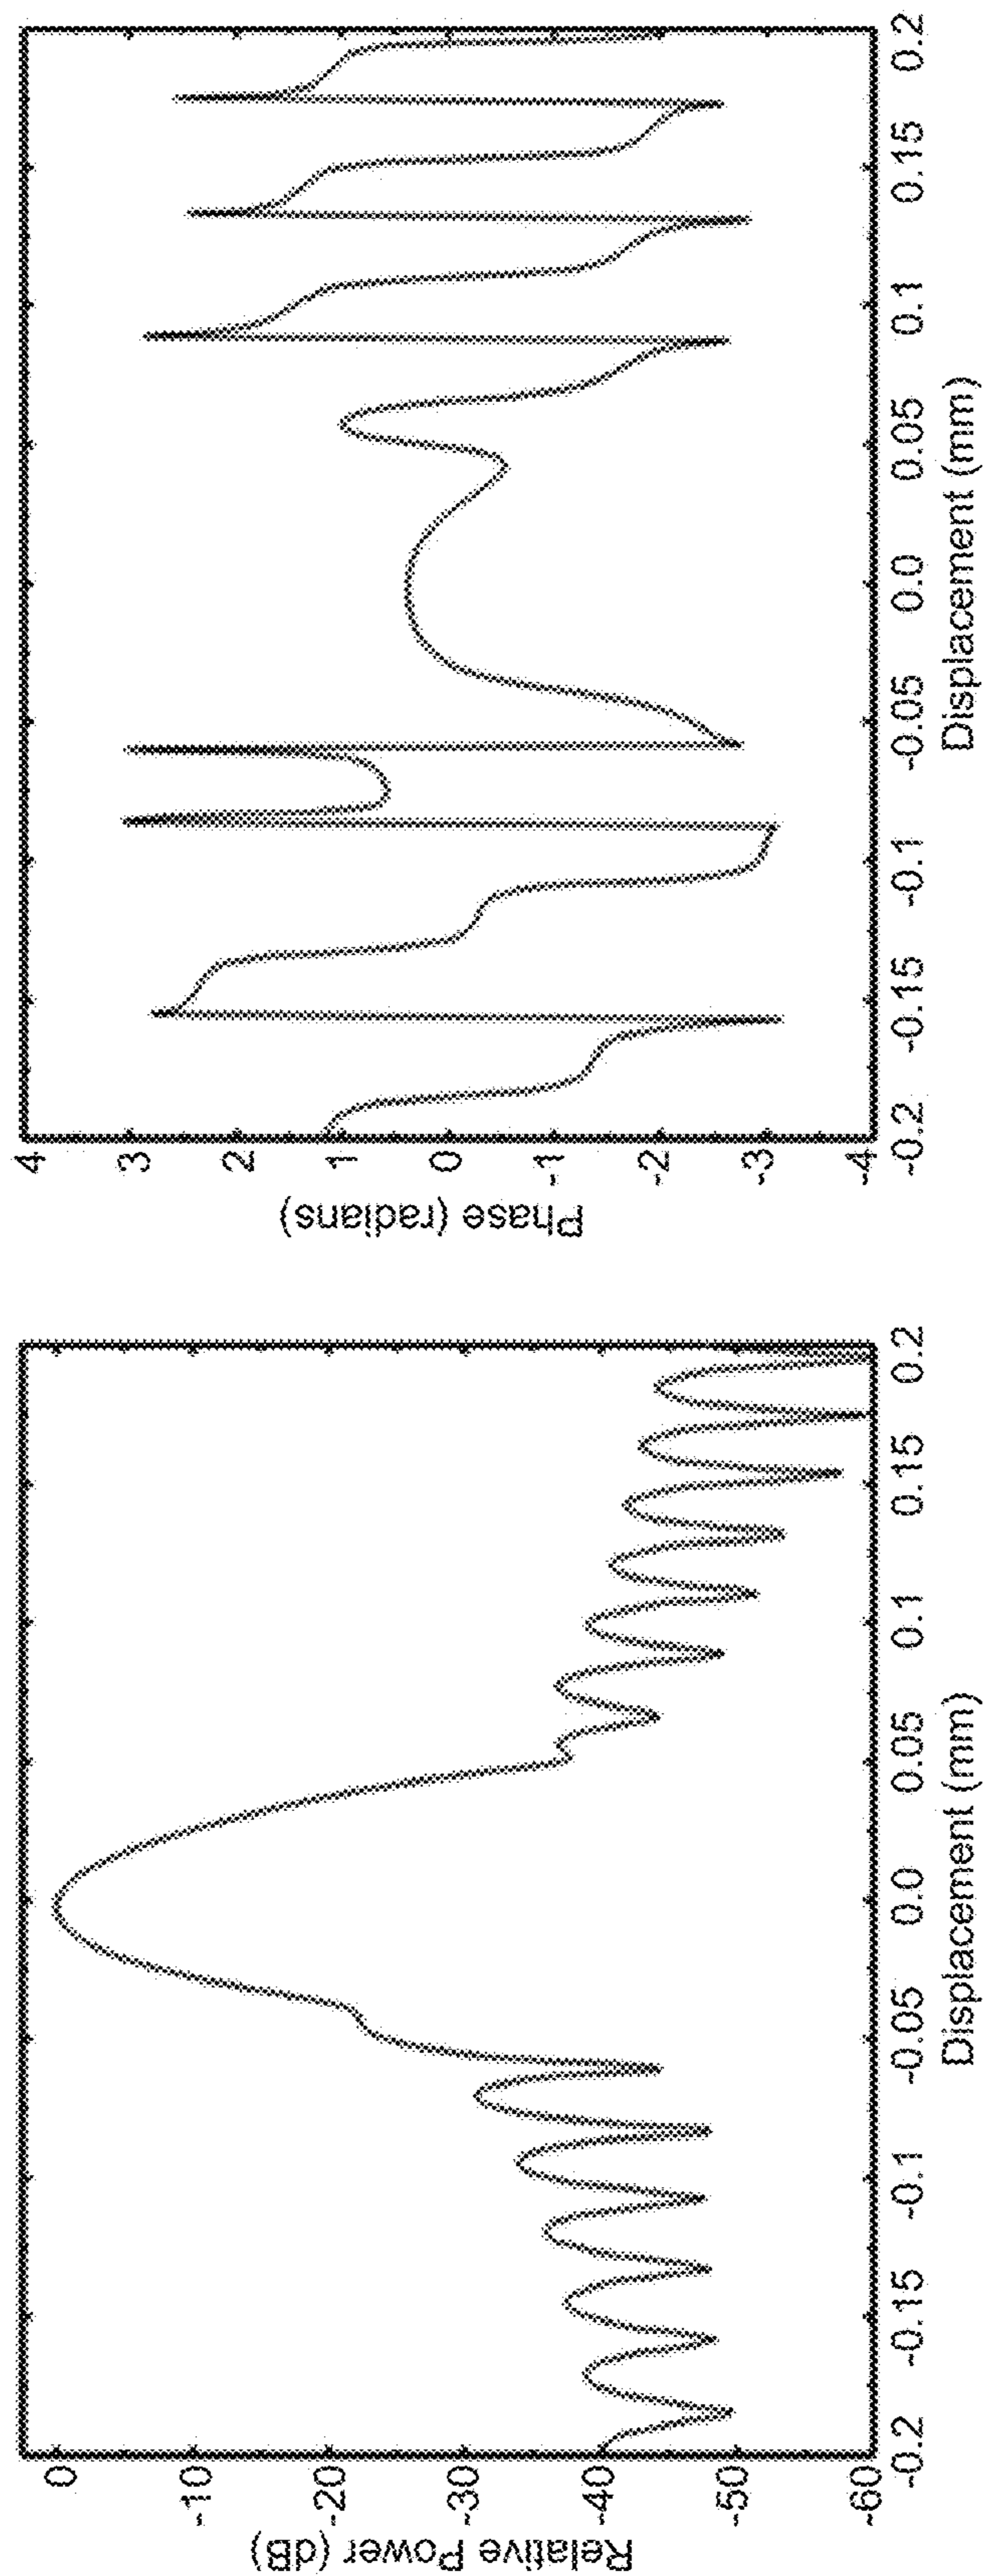 Relative Power (dB)
0
-10
-20
-30
-40
-50
-60
-0.2 -0.15 -0.1 -0.05 0.0 0.05 0.1 0.15 0.2
Displacement (mm)
Phase (radians)
4
3
2
1
0
-1
-2
-3
-4
-0.2 -0.15 -0.1 -0.05 0.0 0.05 0.1 0.15 0.2
Displacement (mm)